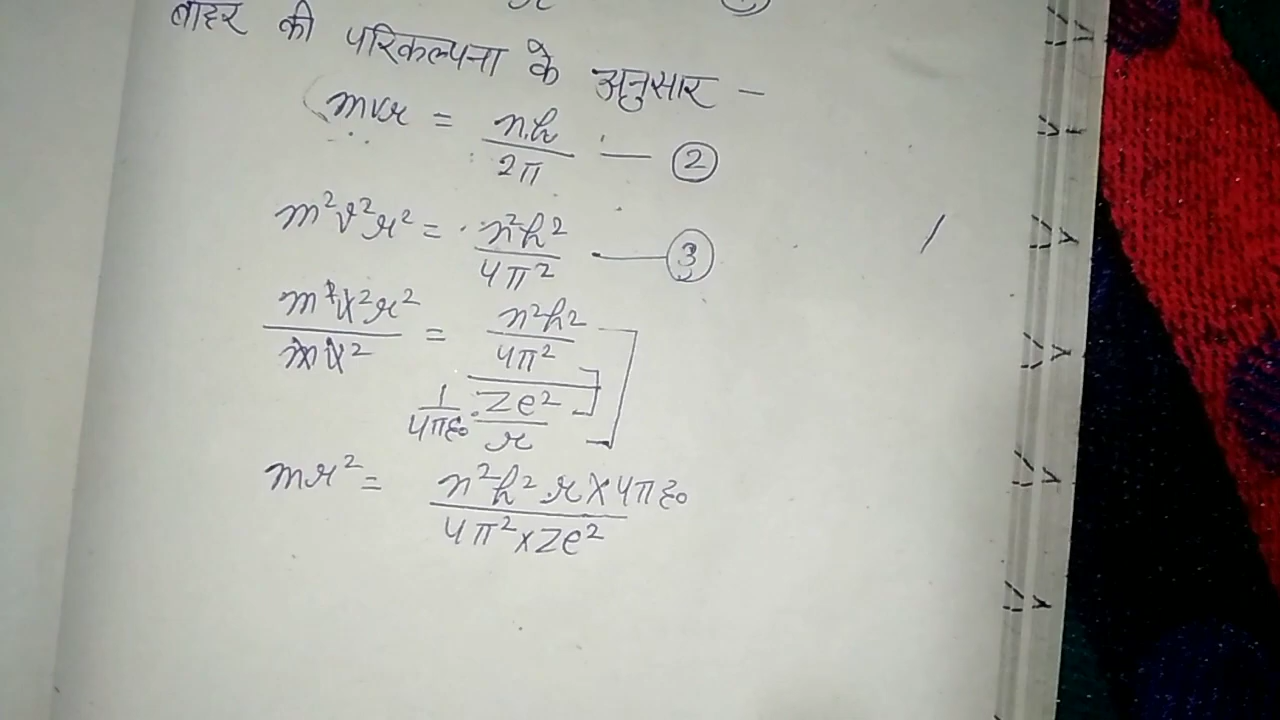 बोहर की परिकल्पना के अनुसार –
mvr = nh/2π — ②
m²v²r² = n²h²/4π² — ③
m²v²r²/mv² = n²h²/4π² / 1/4πε₀ · Ze²/r
mr² = n²h² r × 4πε₀ / 4π² × Ze²